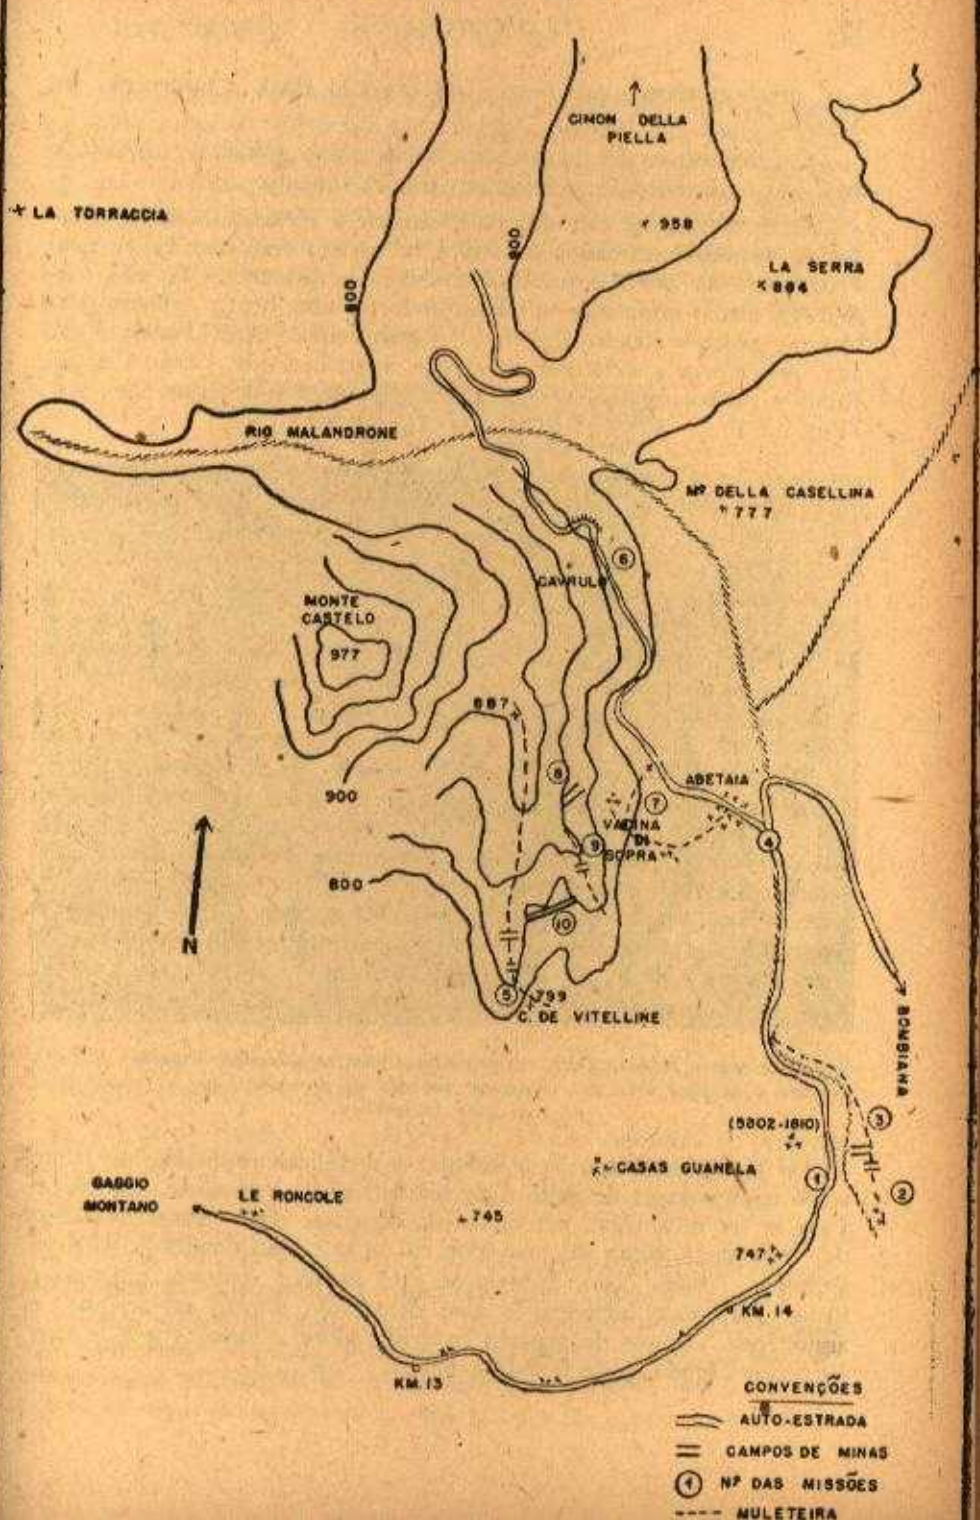 CIMON DELLA
PIELLA
LA TORRACCIA
958
800
800
LA SERRA
884
RIO MALANDRONE
Mº DELLA CASELLINA
777
6
CAVRULO
MONTE
CASTELO
977
887
8
ABETAIA
900
7
VADINA
DI
SOPRA
4
9
800
10
N
5
799
C. DE VITELLINE
BOMBIANA
(5802-1810)
3
CASAS GUANELA
1
2
GAGGIO
MONTANO
LE RONCOLE
745
747
KM. 14
KM. 13
CONVENÇÕES
AUTO-ESTRADA
CAMPOS DE MINAS
1 Nº DAS MISSÕES
MULETEIRA